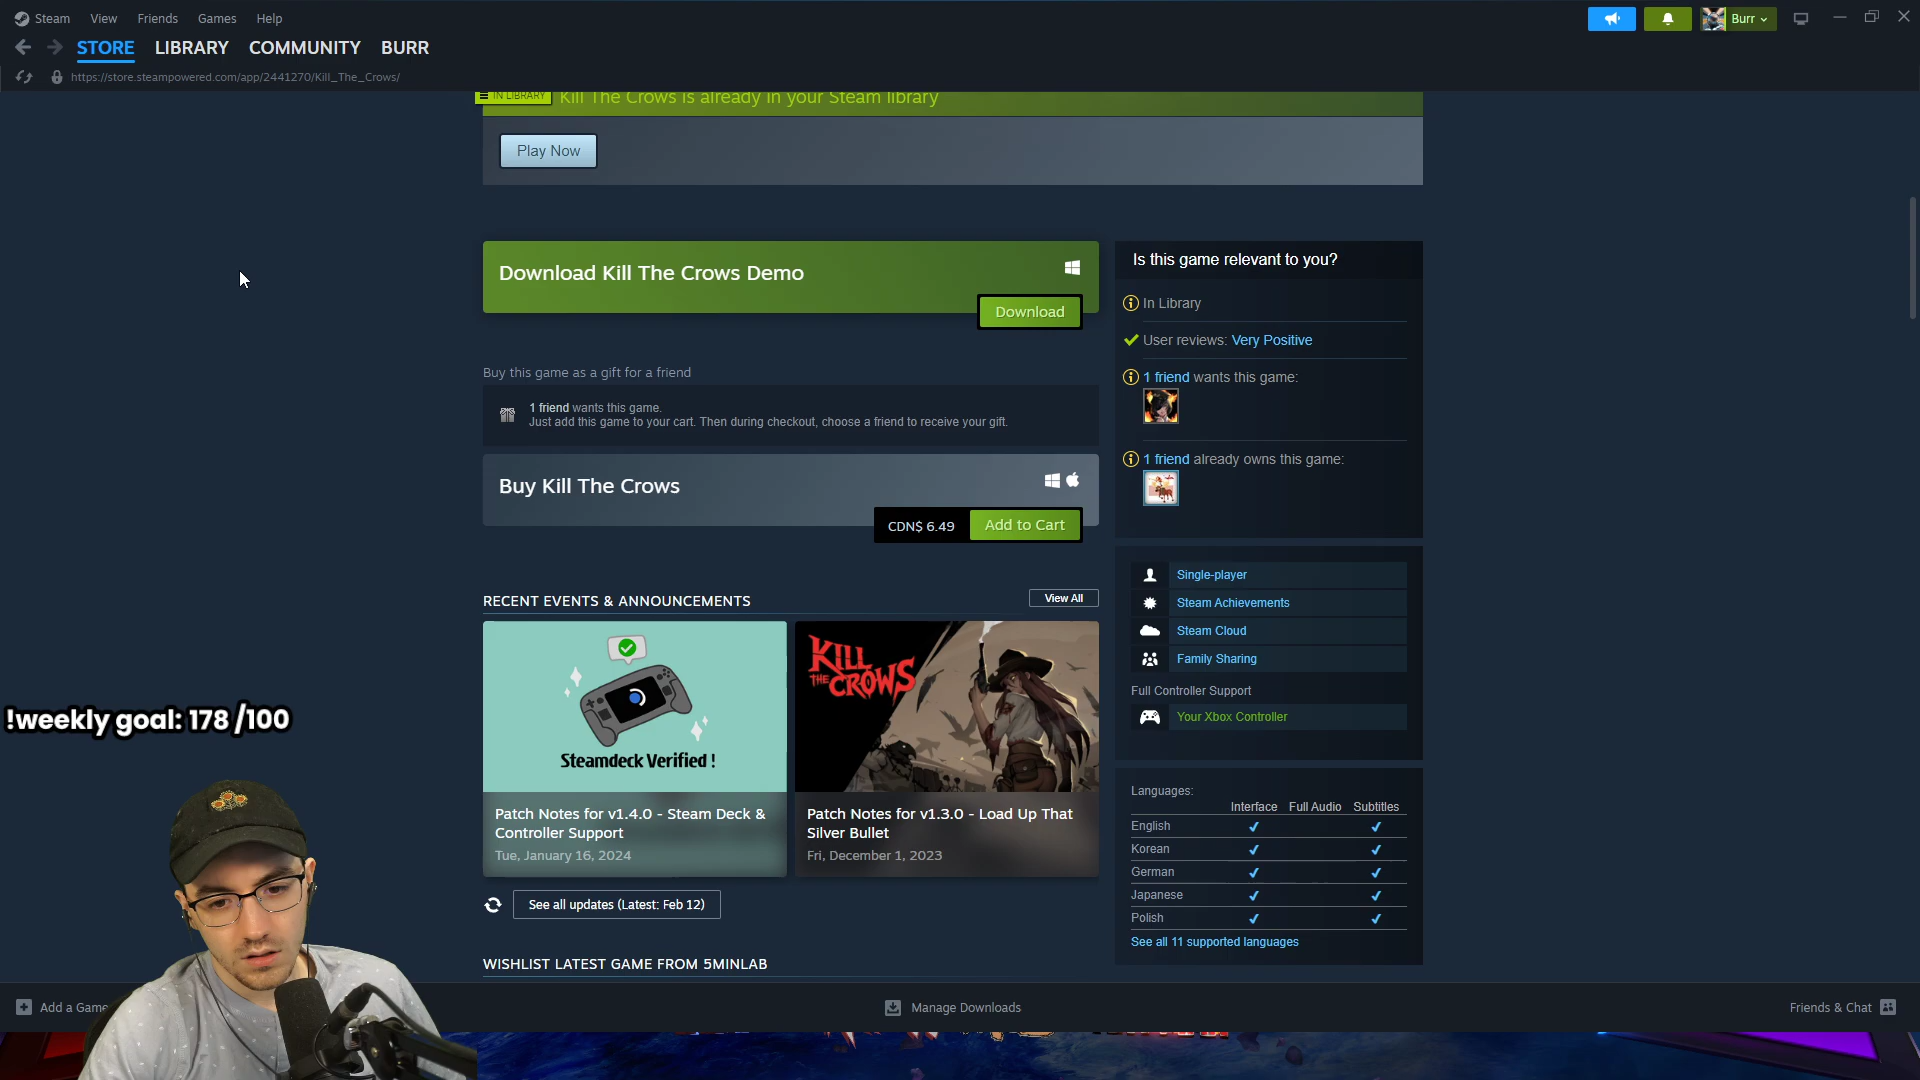 Steam
View
Friends
Games
Help
Burr
STORE
LIBRARY
COMMUNITY
BURR
https://store.steampowered.com/app/2441270/Kill_The_Crows/
IN LIBRARY
Kill The Crows is already in your Steam library
Play Now
Download Kill The Crows Demo
Download
Buy this game as a gift for a friend
1 friend wants this game.
Just add this game to your cart. Then during checkout, choose a friend to receive your gift.
Buy Kill The Crows
CDN$ 6.49
Add to Cart
RECENT EVENTS & ANNOUNCEMENTS
View All
Steamdeck Verified !
Patch Notes for v1.4.0 - Steam Deck &
Controller Support
Tue, January 16, 2024
KILL
THE CROWS
Patch Notes for v1.3.0 - Load Up That
Silver Bullet
Fri, December 1, 2023
See all updates (Latest: Feb 12)
WISHLIST LATEST GAME FROM 5MINLAB
Is this game relevant to you?
In Library
User reviews: Very Positive
1 friend wants this game:
1 friend already owns this game:
Single-player
Steam Achievements
Steam Cloud
Family Sharing
Full Controller Support
Your Xbox Controller
Languages:
Interface Full Audio Subtitles
English
Korean
German
Japanese
Polish
See all 11 supported languages
!weekly goal: 178 /100
Add a Game
Manage Downloads
Friends & Chat